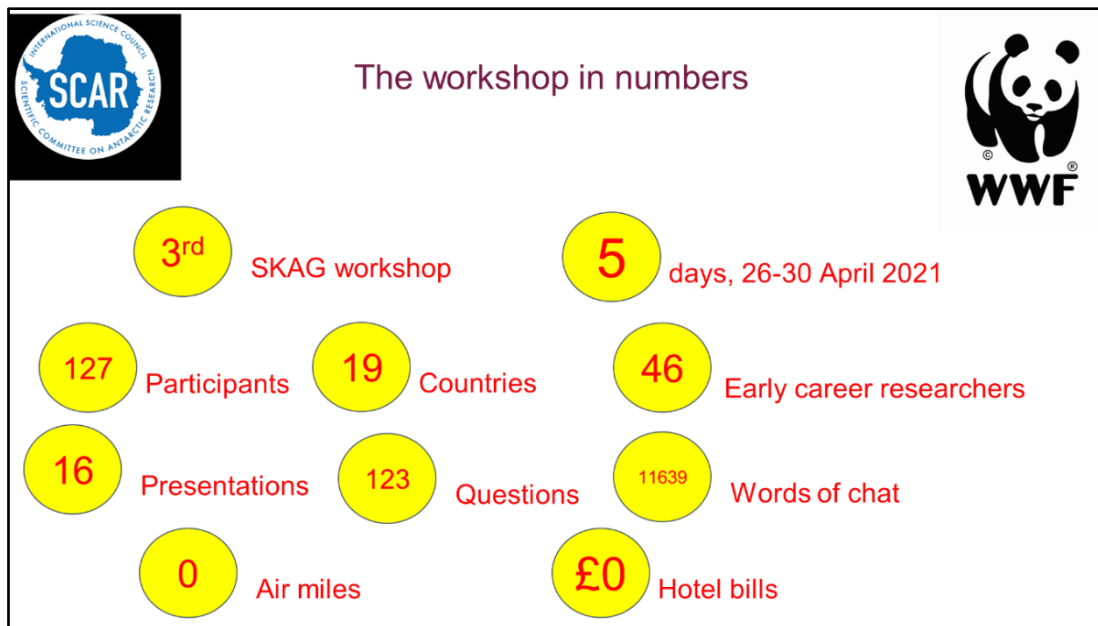 INTERNATIONAL SCIENCE COUNCIL
SCAR
SCIENTIFIC COMMITTEE ON ANTARCTIC RESEARCH
The workshop in numbers
©
®
WWF
3rd SKAG workshop
5 days, 26-30 April 2021
127 Participants
19 Countries
46 Early career researchers
16 Presentations
123 Questions
11639 Words of chat
0 Air miles
£0 Hotel bills